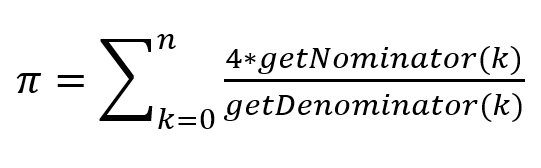 π = ∑ n k=0 4*getNominator(k)
getDenominator(k)